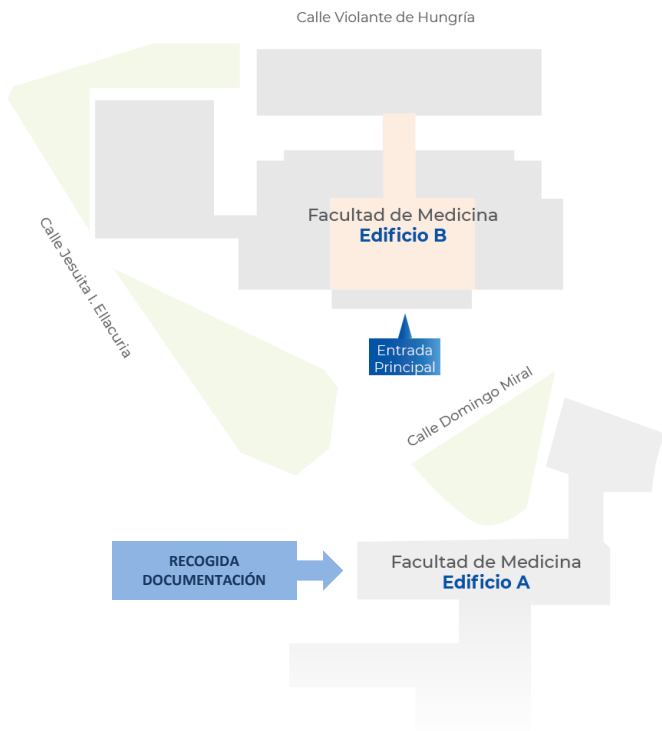 Calle Violante de Hungría
Facultad de Medicina
Edificio B
Calle Jesuita I. Ellacuria
Entrada
Principal
Calle Domingo Miral
RECOGIDA
DOCUMENTACIÓN
Facultad de Medicina
Edificio A